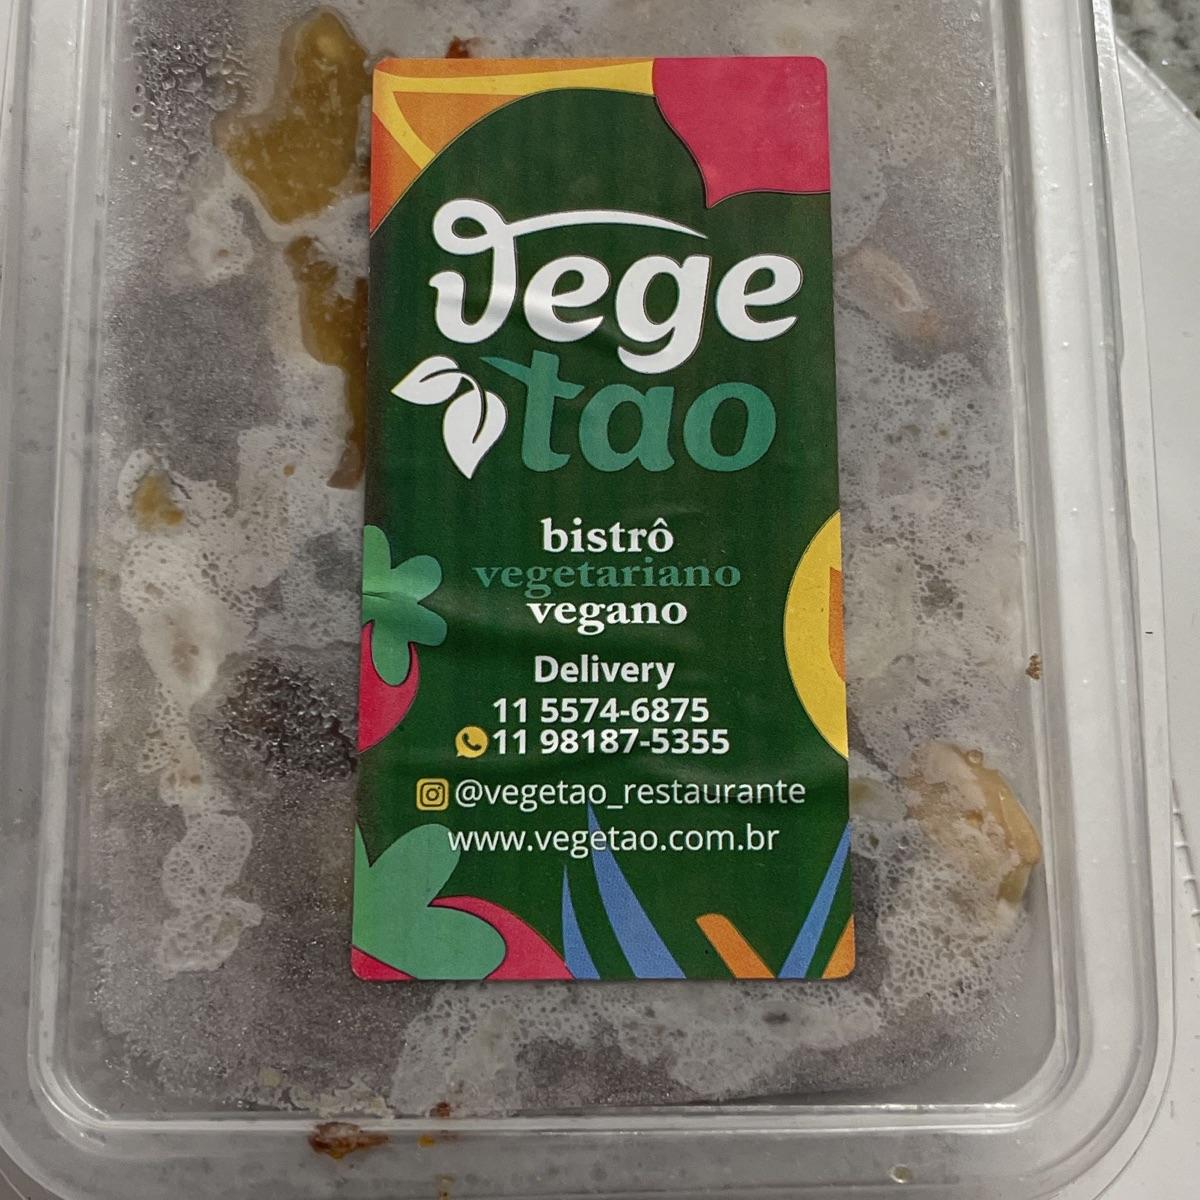 Vege
tao
bistrô
vegetariano
vegano
Delivery
11 5574-6875
11 98187-5355
@vegetao_restaurante
www.vegetao.com.br